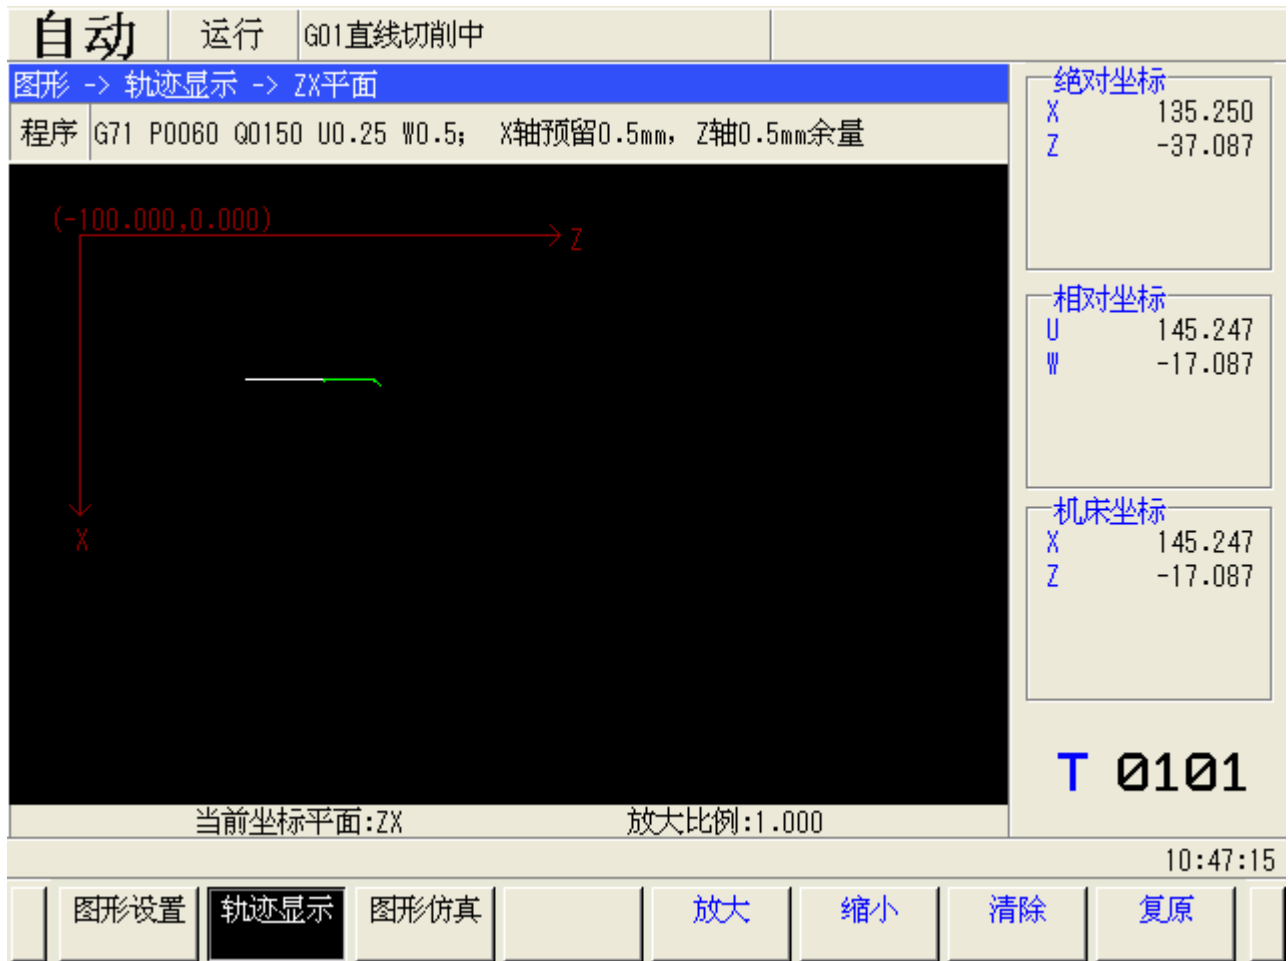 自动 运行 G01直线切削中
图形 -> 轨迹显示 -> ZX平面
程序 G71 P0060 Q0150 U0.25 W0.5; X轴预留0.5mm, Z轴0.5mm余量
(-100.000,0.000)
Z
X
当前坐标平面:ZX 放大比例:1.000
绝对坐标
X 135.250
Z -37.087
相对坐标
U 145.247
W -17.087
机床坐标
X 145.247
Z -17.087
T 0101
10:47:15
图形设置 轨迹显示 图形仿真 放大 缩小 清除 复原